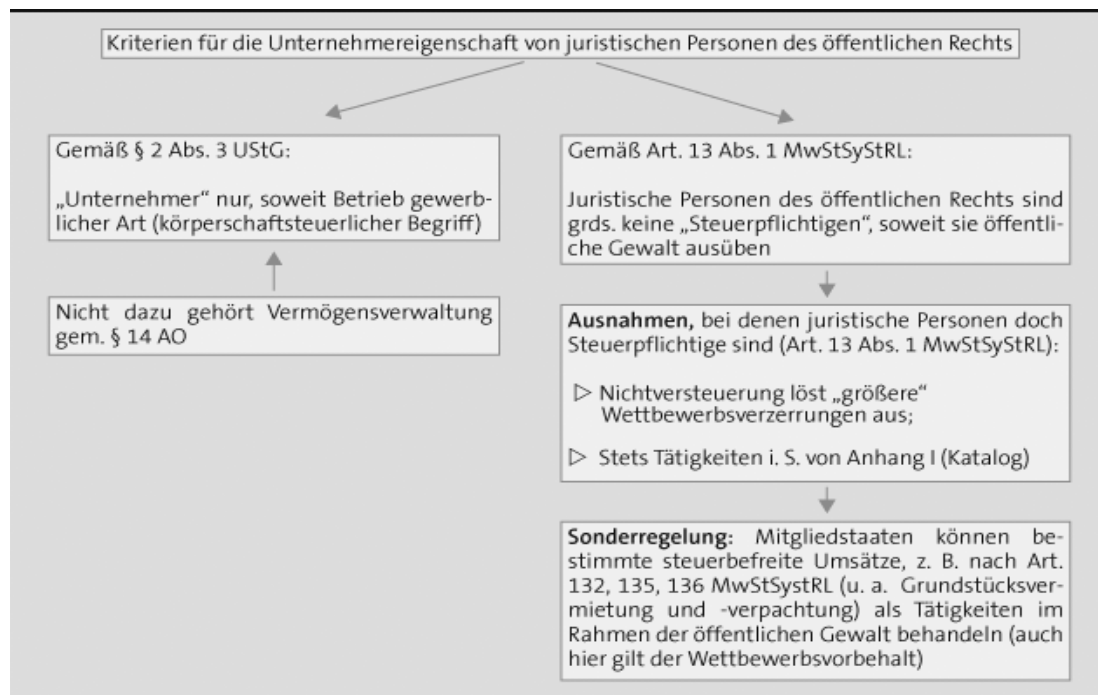 Kriterien für die Unternehmereigenschaft von juristischen Personen des öffentlichen Rechts
Gemäß § 2 Abs. 3 UStG:
„Unternehmer“ nur, soweit Betrieb gewerb-
licher Art (körperschaftsteuerlicher Begriff)
Nicht dazu gehört Vermögensverwaltung
gem. § 14 AO
Gemäß Art. 13 Abs. 1 MwStSyStRL:
Juristische Personen des öffentlichen Rechts sind
grds. keine „Steuerpflichtigen“, soweit sie öffentli-
che Gewalt ausüben
Ausnahmen, bei denen juristische Personen doch
Steuerpflichtige sind (Art. 13 Abs. 1 MwStSyStRL):
▷ Nichtversteuerung löst „größere“
Wettbewerbsverzerrungen aus;
▷ Stets Tätigkeiten i. S. von Anhang I (Katalog)
Sonderregelung: Mitgliedstaaten können be-
stimmte steuerbefreite Umsätze, z. B. nach Art.
132, 135, 136 MwStSystRL (u. a. Grundstücksver-
mietung und -verpachtung) als Tätigkeiten im
Rahmen der öffentlichen Gewalt behandeln (auch
hier gilt der Wettbewerbsvorbehalt)